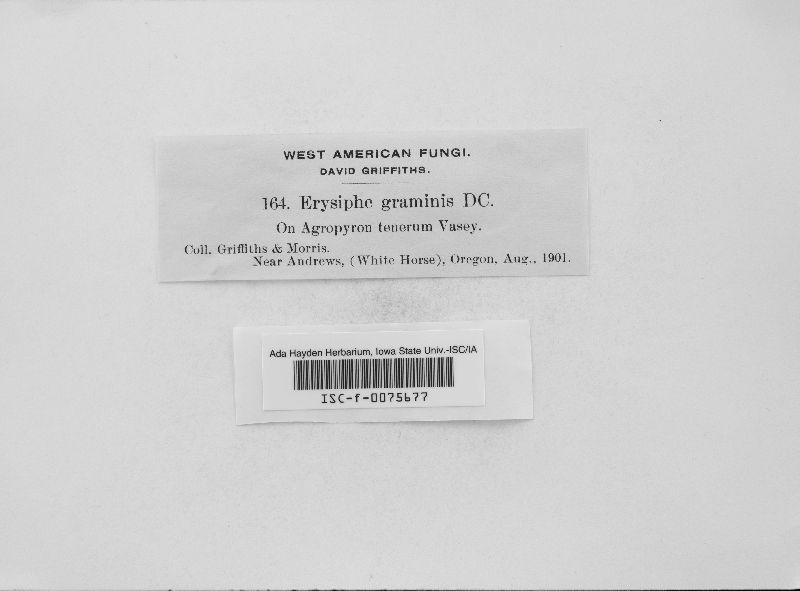 WEST AMERICAN FUNGI.
DAVID GRIFFITHS.
164. Erysiphe graminis DC.
On Agropyron tenerum Vasey.
Coll. Griffiths & Morris.
Near Andrews, (White Horse), Oregon, Aug., 1901.
Ada Hayden Herbarium, Iowa State Univ.-ISC/IA
ISC-f-0075677